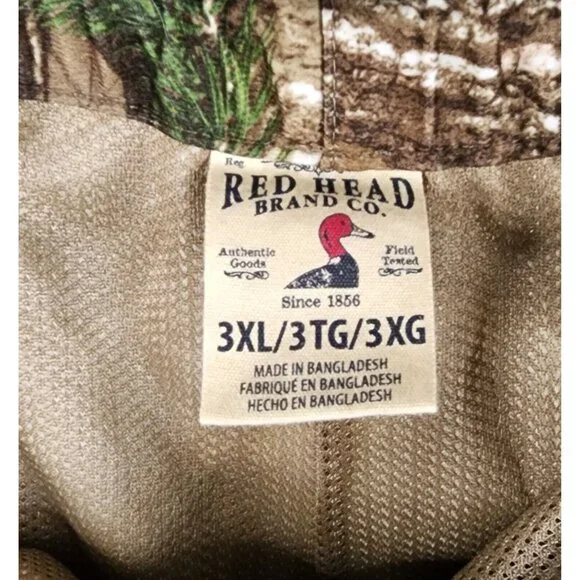 Reg
RED HEAD
BRAND CO.
Authentic
Goods
Field
Tested
Since 1856
3XL/3TG/3XG
MADE IN BANGLADESH
FABRIQUÉ EN BANGLADESH
HECHO EN BANGLADESH